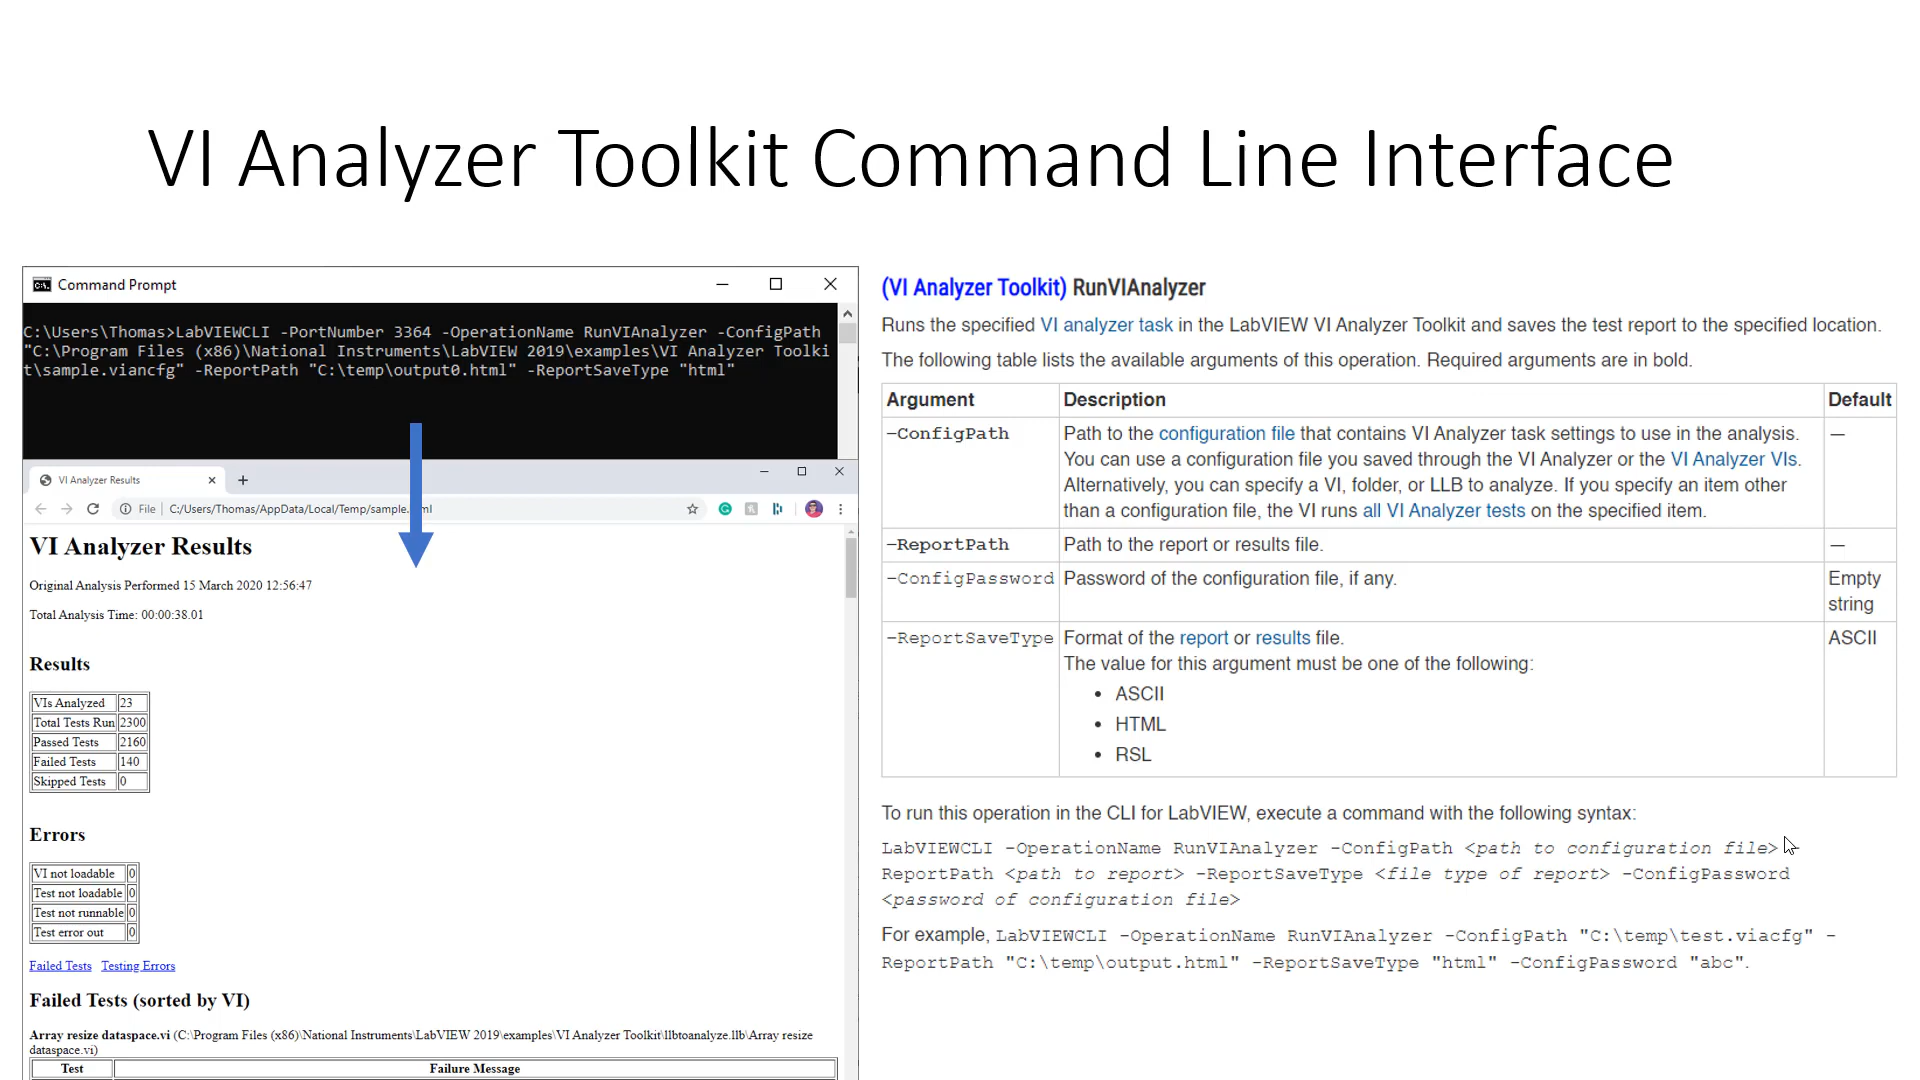 VI Analyzer Toolkit Command Line Interface
Command Prompt
C:\Users\Thomas>LabVIEWCLI -PortNumber 3364 -OperationName RunVIAnalyzer -ConfigPath
"C:\Program Files (x86)\National Instruments\LabVIEW 2019\examples\VI Analyzer Toolki
t\sample.viancfg" -ReportPath "C:\temp\output0.html" -ReportSaveType "html"
VI Analyzer Results
File C:/Users/Thomas/AppData/Local/Temp/sample. ml
VI Analyzer Results
Original Analysis Performed 15 March 2020 12:56:47
Total Analysis Time: 00:00:38.01
Results
VIs Analyzed 23
Total Tests Run 2300
Passed Tests 2160
Failed Tests 140
Skipped Tests 0
Errors
VI not loadable 0
Test not loadable 0
Test not runnable 0
Test error out 0
Failed Tests Testing Errors
Failed Tests (sorted by VI)
Array resize dataspace.vi (C:\Program Files (x86)\National Instruments\LabVIEW 2019\examples\VI Analyzer Toolkit\llbtoanalyze.llb\Array resize
dataspace.vi)
Test Failure Message
(VI Analyzer Toolkit) RunVIAnalyzer
Runs the specified VI analyzer task in the LabVIEW VI Analyzer Toolkit and saves the test report to the specified location.
The following table lists the available arguments of this operation. Required arguments are in bold.
Argument Description Default
–ConfigPath Path to the configuration file that contains VI Analyzer task settings to use in the analysis. —
You can use a configuration file you saved through the VI Analyzer or the VI Analyzer VIs.
Alternatively, you can specify a VI, folder, or LLB to analyze. If you specify an item other
than a configuration file, the VI runs all VI Analyzer tests on the specified item.
–ReportPath Path to the report or results file. —
–ConfigPassword Password of the configuration file, if any. Empty
string
–ReportSaveType Format of the report or results file. ASCII
The value for this argument must be one of the following:
• ASCII
• HTML
• RSL
To run this operation in the CLI for LabVIEW, execute a command with the following syntax:
LabVIEWCLI –OperationName RunVIAnalyzer –ConfigPath <path to configuration file> –
ReportPath <path to report> –ReportSaveType <file type of report> –ConfigPassword
<password of configuration file>
For example, LabVIEWCLI –OperationName RunVIAnalyzer –ConfigPath "C:\temp\test.viacfg" –
ReportPath "C:\temp\output.html" –ReportSaveType "html" –ConfigPassword "abc".